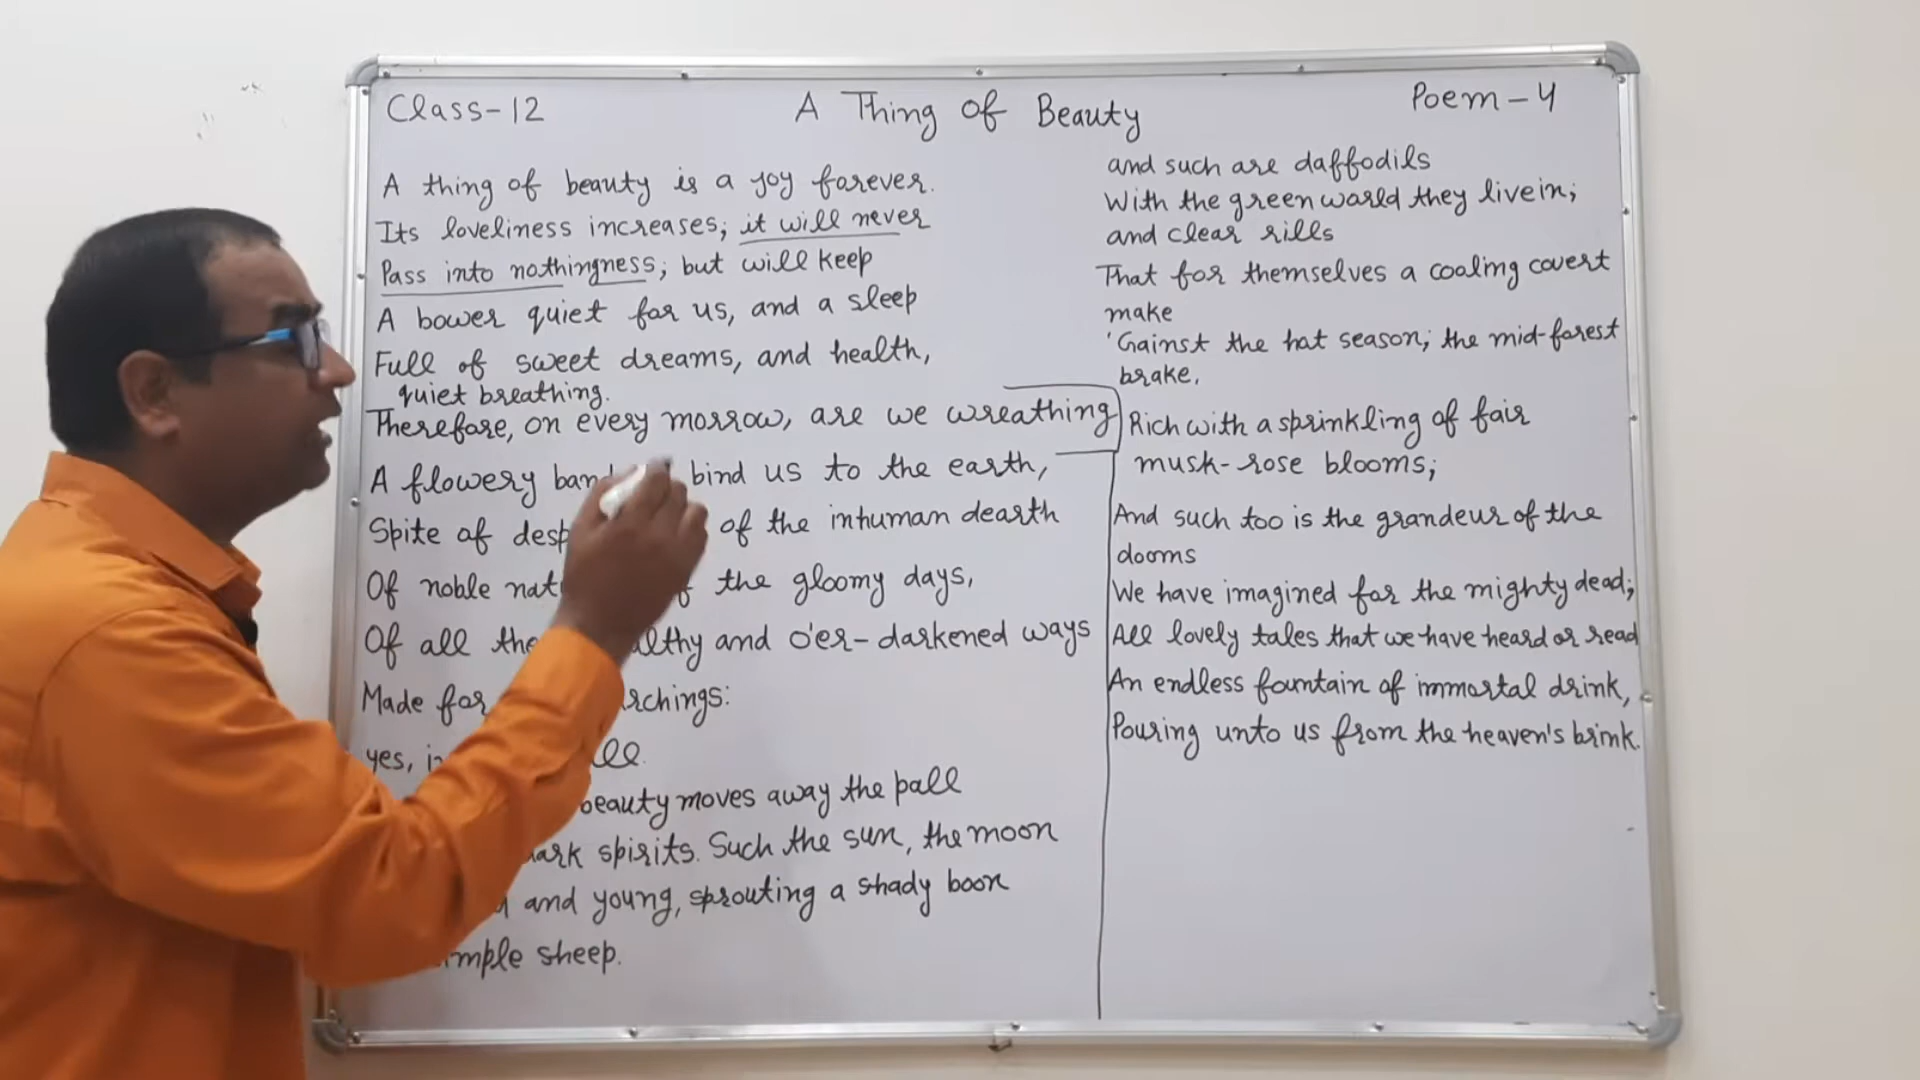 Class-12
A Thing of Beauty
Poem-4
A thing of beauty is a joy forever.
Its loveliness increases; it will never
Pass into nothingness; but will keep
A bower quiet for us, and a sleep
Full of sweet dreams, and health,
quiet breathing.
Therefore, on every morrow, are we wreathing
A flowery bind us to the earth,
Spite of of the inhuman dearth
Of noble the gloomy days,
Of all the and o'er-darkened ways
Made for
yes,
beauty moves away the pall
spirits. Such the sun, the moon
and young, sprouting a shady boon
sheep.
and such are daffodils
With the green world they live in;
and clear rills
That for themselves a cooling covert
make
'Gainst the hot season; the mid-forest
brake,
Rich with a sprinkling of fair
musk-rose blooms;
And such too is the grandeur of the
dooms
We have imagined for the mighty dead;
All lovely tales that we have heard or read
An endless fountain of immortal drink,
Pouring unto us from the heaven's brink.